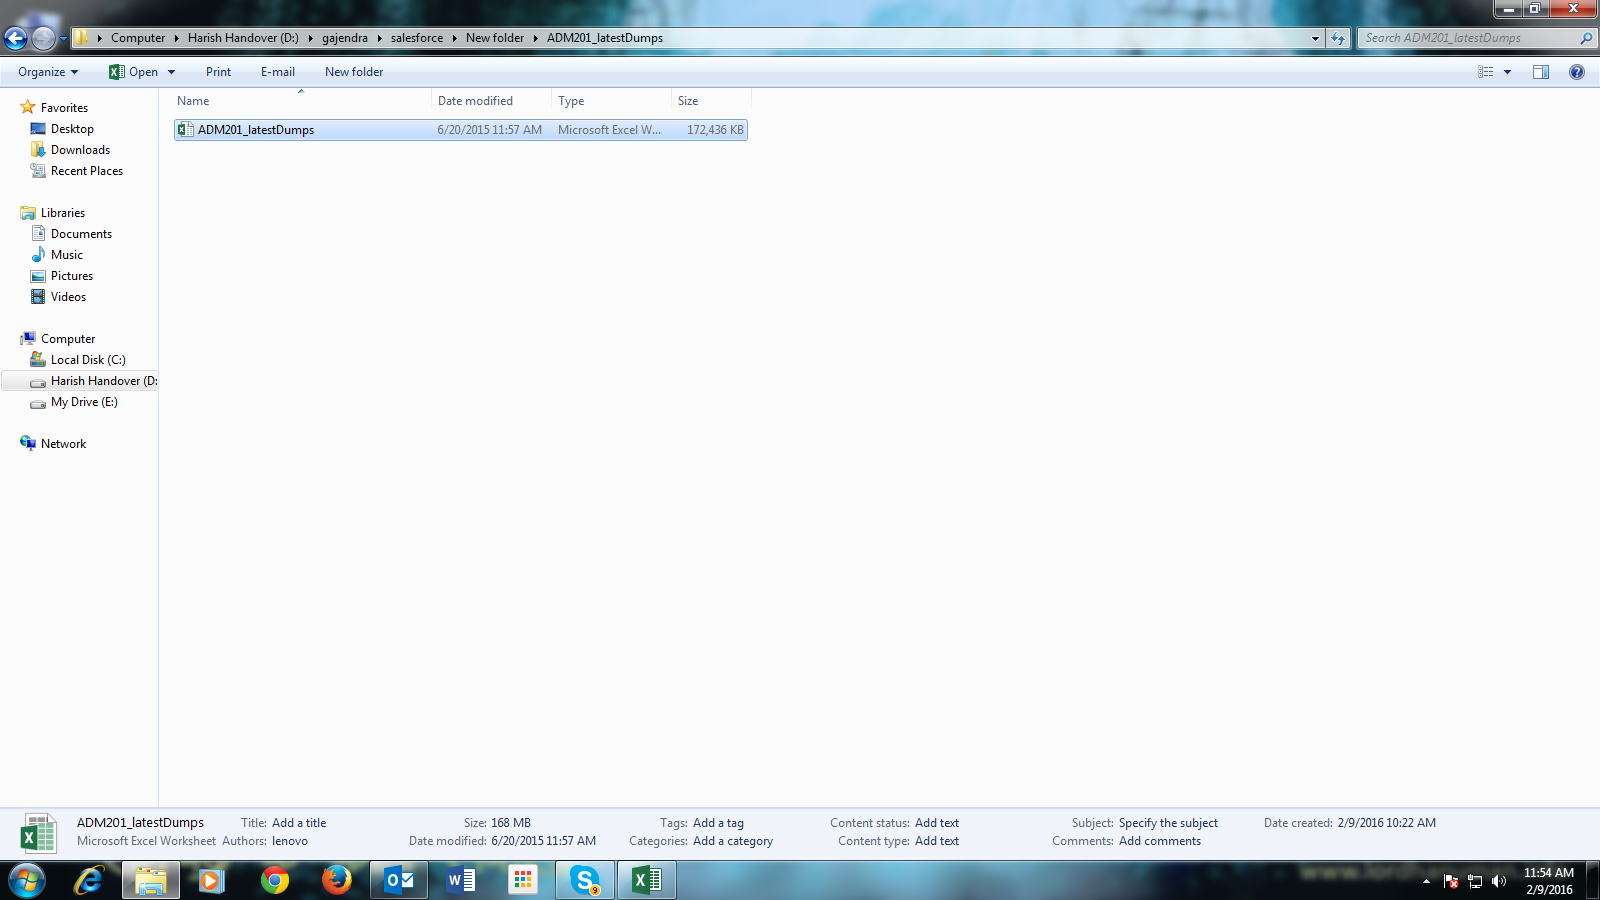 Computer Harish Handover (D:) gajendra salesforce New folder ADM201_latestDumps Search ADM201_latestDumps
Organize Open Print E-mail New folder
Name Date modified Type Size
ADM201_latestDumps 6/20/2015 11:57 AM Microsoft Excel W... 172,436 KB
Favorites
Desktop
Downloads
Recent Places
Libraries
Documents
Music
Pictures
Videos
Computer
Local Disk (C:)
Harish Handover (D:
My Drive (E:)
Network
ADM201_latestDumps Title: Add a title Size: 168 MB Tags: Add a tag Content status: Add text Subject: Specify the subject Date created: 2/9/2016 10:22 AM
Microsoft Excel Worksheet Authors: lenovo Date modified: 6/20/2015 11:57 AM Categories: Add a category Content type: Add text Comments: Add comments
9
11:54 AM
2/9/2016